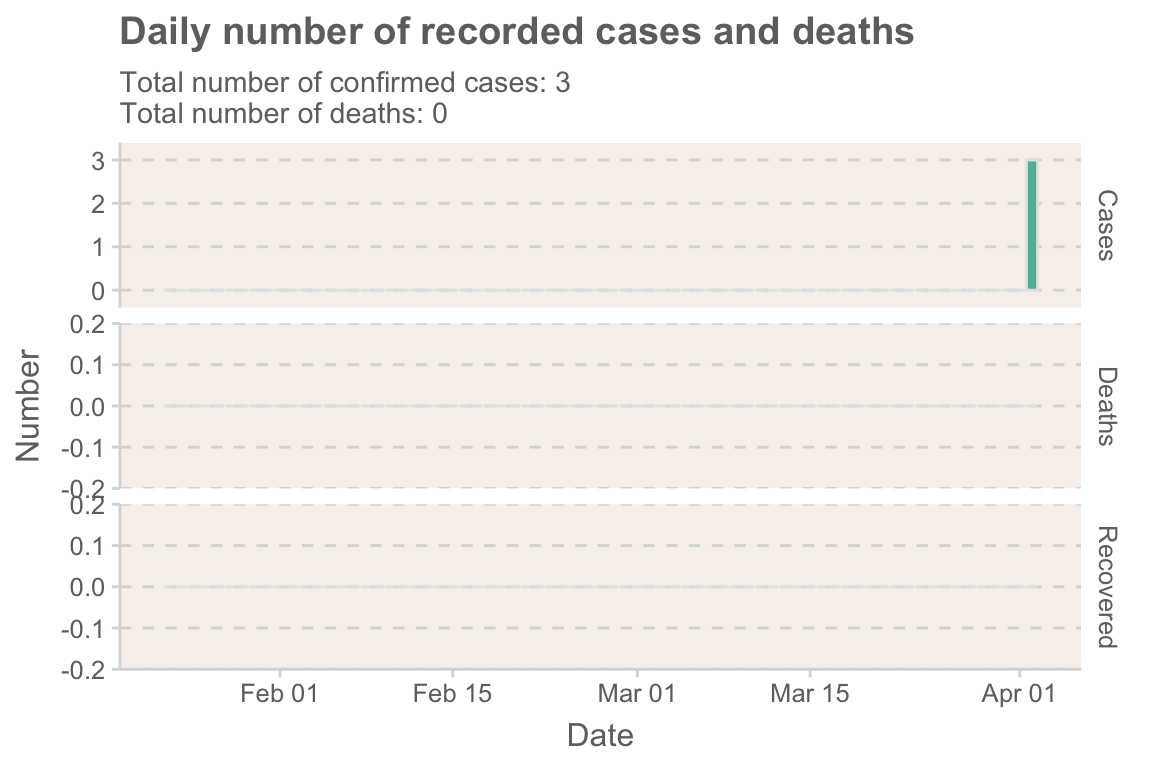 Daily number of recorded cases and deaths
Total number of confirmed cases: 3
Total number of deaths: 0
3
2
1
0
Cases
0.2
0.1
0.0
-0.1
-0.2
Deaths
0.2
0.1
0.0
-0.1
-0.2
Recovered
Number
Feb 01 Feb 15 Mar 01 Mar 15 Apr 01
Date